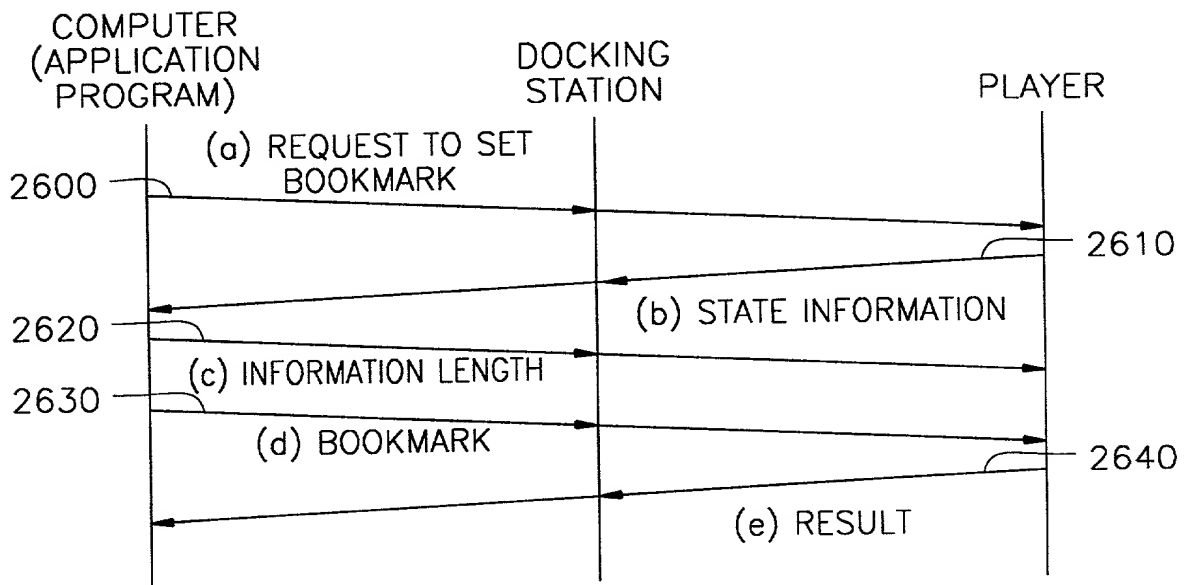 COMPUTER
(APPLICATION
PROGRAM)
DOCKING
STATION
PLAYER
(a) REQUEST TO SET
BOOKMARK
2600
2610
(b) STATE INFORMATION
2620
(c) INFORMATION LENGTH
2630
(d) BOOKMARK
2640
(e) RESULT